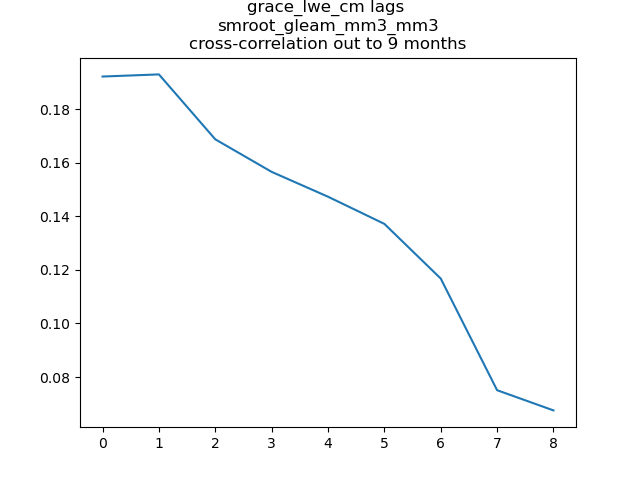 grace_lwe_cm lags
smroot_gleam_mm3_mm3
cross-correlation out to 9 months
0.18
0.16
0.14
0.12
0.10
0.08
0 1 2 3 4 5 6 7 8